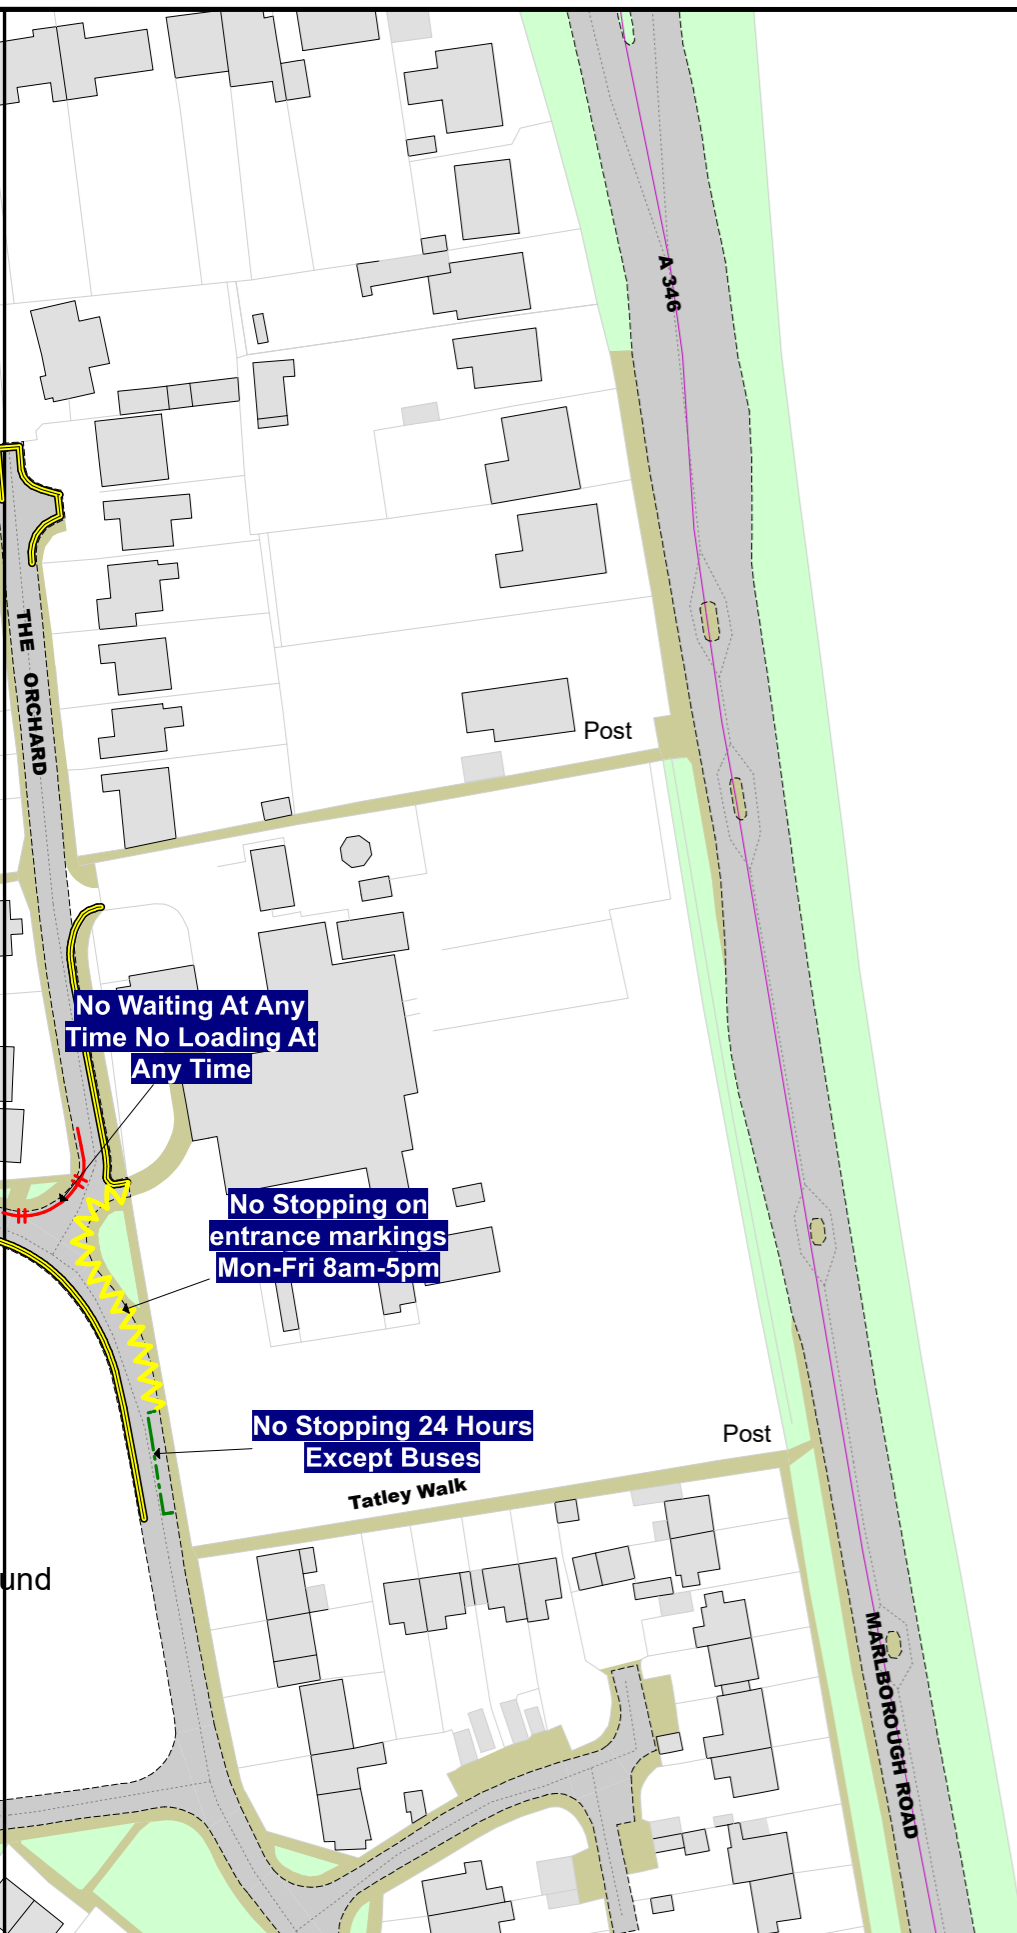 A 346
THE ORCHARD
Post
No Waiting At Any
Time No Loading At
Any Time
No Stopping on
entrance markings
Mon-Fri 8am-5pm
No Stopping 24 Hours
Except Buses
Post
Tatley Walk
und
MARLBOROUGH ROAD